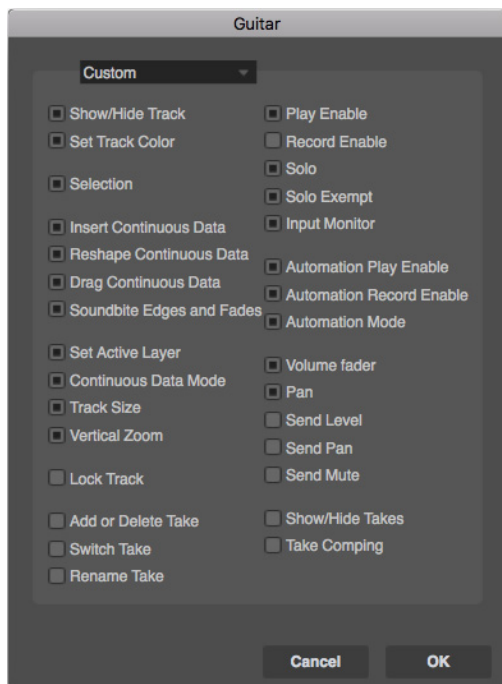 Guitar
Custom
Show/Hide Track
Set Track Color
Selection
Insert Continuous Data
Reshape Continuous Data
Drag Continuous Data
Soundbite Edges and Fades
Set Active Layer
Continuous Data Mode
Track Size
Vertical Zoom
Lock Track
Add or Delete Take
Switch Take
Rename Take
Play Enable
Record Enable
Solo
Solo Exempt
Input Monitor
Automation Play Enable
Automation Record Enable
Automation Mode
Volume fader
Pan
Send Level
Send Pan
Send Mute
Show/Hide Takes
Take Comping
Cancel
OK